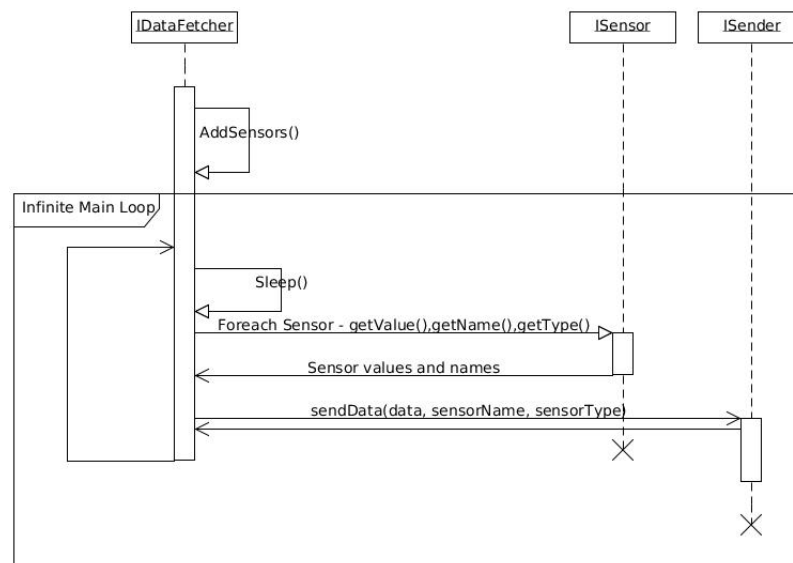 IDataFetcher
ISensor
ISender
AddSensors()
Infinite Main Loop
Sleep()
Foreach Sensor - getValue(),getName(),getType()
Sensor values and names
sendData(data, sensorName, sensorType)